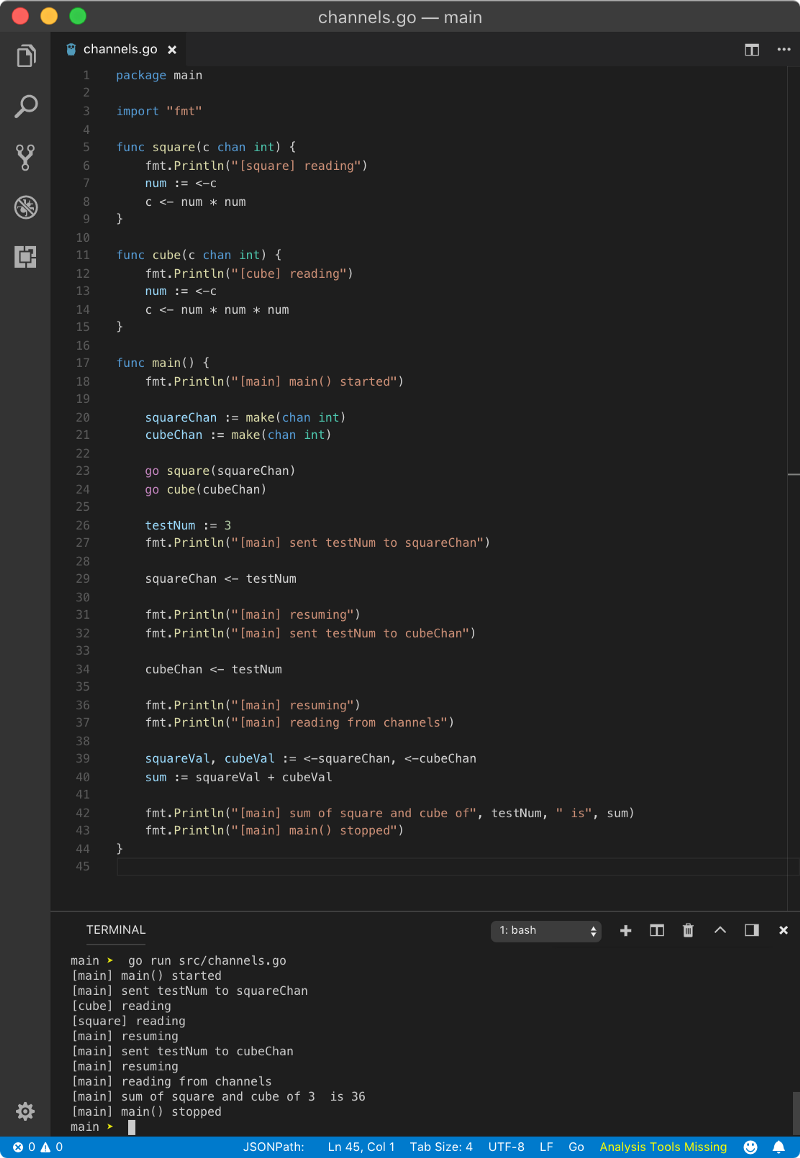 channels.go — main
channels.go
1 package main
2
3 import "fmt"
4
5 func square(c chan int) {
6     fmt.Println("[square] reading")
7     num := <-c
8     c <- num * num
9 }
10
11 func cube(c chan int) {
12     fmt.Println("[cube] reading")
13     num := <-c
14     c <- num * num * num
15 }
16
17 func main() {
18     fmt.Println("[main] main() started")
19
20     squareChan := make(chan int)
21     cubeChan := make(chan int)
22
23     go square(squareChan)
24     go cube(cubeChan)
25
26     testNum := 3
27     fmt.Println("[main] sent testNum to squareChan")
28
29     squareChan <- testNum
30
31     fmt.Println("[main] resuming")
32     fmt.Println("[main] sent testNum to cubeChan")
33
34     cubeChan <- testNum
35
36     fmt.Println("[main] resuming")
37     fmt.Println("[main] reading from channels")
38
39     squareVal, cubeVal := <-squareChan, <-cubeChan
40     sum := squareVal + cubeVal
41
42     fmt.Println("[main] sum of square and cube of", testNum, " is", sum)
43     fmt.Println("[main] main() stopped")
44 }
45
TERMINAL 1: bash
main ➤  go run src/channels.go
[main] main() started
[main] sent testNum to squareChan
[cube] reading
[square] reading
[main] resuming
[main] sent testNum to cubeChan
[main] resuming
[main] reading from channels
[main] sum of square and cube of 3  is 36
[main] main() stopped
main ➤
0 0 JSONPath: Ln 45, Col 1 Tab Size: 4 UTF-8 LF Go Analysis Tools Missing